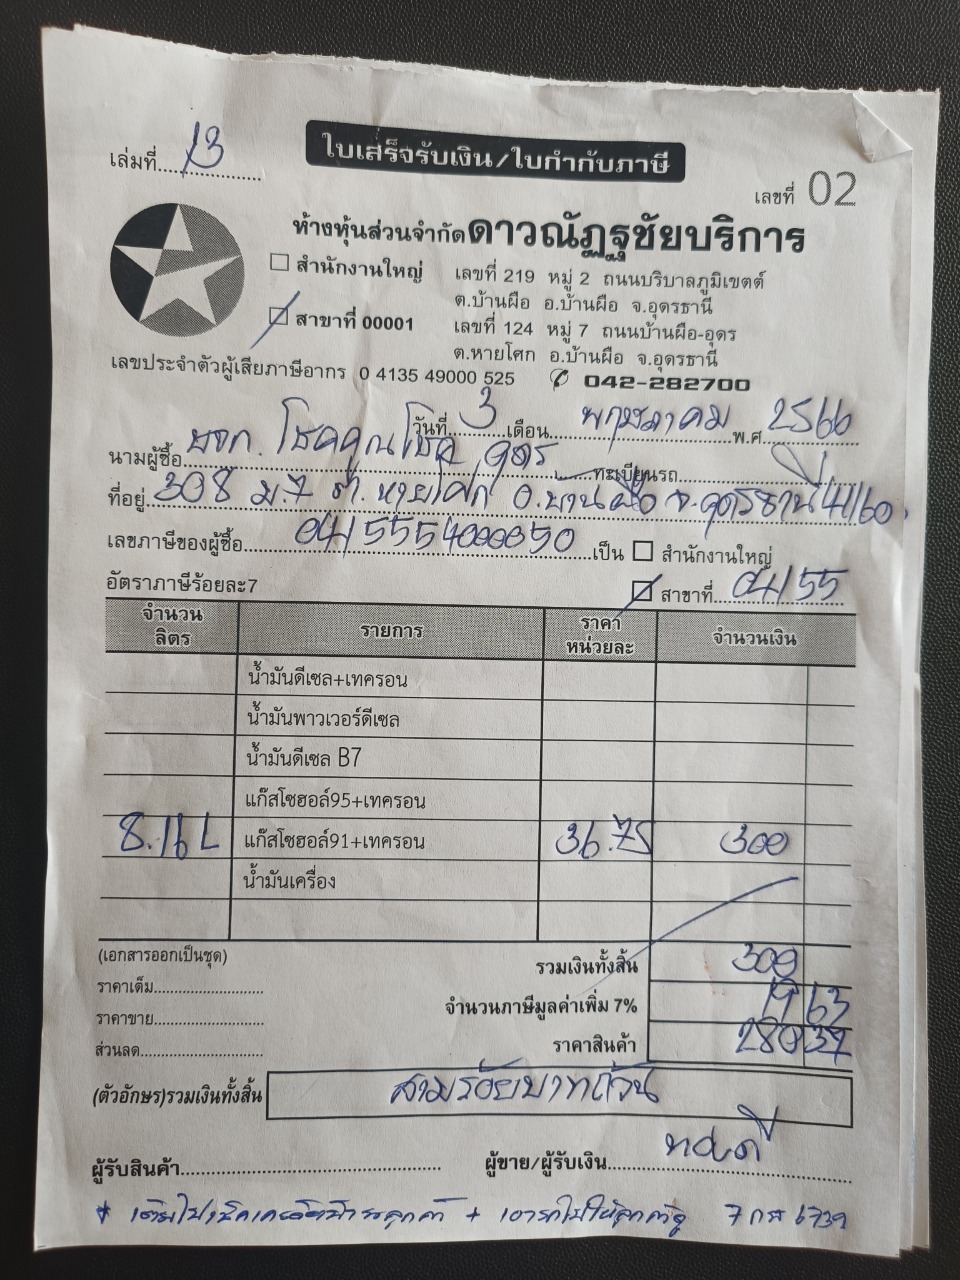 ใบเสร็จรับเงิน/ใบกำกับภาษี
เล่มที่ 13
เลขที่ 02
ห้างหุ้นส่วนจำกัดดาวณัฏฐชัยบริการ
สำนักงานใหญ่ เลขที่ 219 หมู่ 2 ถนนบริบาลภูมิเขตต์
ต.บ้านผือ อ.บ้านผือ จ.อุดรธานี
สาขาที่ 00001 เลขที่ 124 หมู่ 7 ถนนบ้านผือ-อุดร
ต.หายโศก อ.บ้านผือ จ.อุดรธานี
เลขประจำตัวผู้เสียภาษีอากร 0 4135 49000 525 042-282700
วันที่ 3 เดือน พฤษภาคม พ.ศ. 2566
นามผู้ซื้อ บจก. โชคคูณโชค อุดร ทะเบียนรถ
ที่อยู่ 308 ม.7 ต.หายโศก อ.บ้านผือ จ.อุดรธานี 41160
เลขภาษีของผู้ซื้อ 0415554000050 เป็น สำนักงานใหญ่
อัตราภาษีร้อยละ7 สาขาที่ 04155
จำนวนลิตร รายการ ราคาหน่วยละ จำนวนเงิน
น้ำมันดีเซล+เทครอน
น้ำมันพาวเวอร์ดีเซล
น้ำมันดีเซล B7
แก๊สโซฮอล์95+เทครอน
8.16 L แก๊สโซฮอล์91+เทครอน 36.75 300
น้ำมันเครื่อง
(เอกสารออกเป็นชุด) รวมเงินทั้งสิ้น 300
ราคาเต็ม
จำนวนภาษีมูลค่าเพิ่ม 7% 19 63
ราคาขาย
ราคาสินค้า 280 37
ส่วนลด
(ตัวอักษร)รวมเงินทั้งสิ้น สามร้อยบาทถ้วน
ผู้รับสินค้า ผู้ขาย/ผู้รับเงิน
7 กส 6739